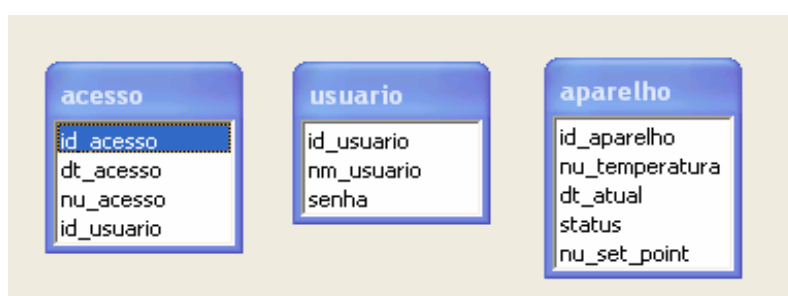 acesso
id_acesso
dt_acesso
nu_acesso
id_usuario
usuario
id_usuario
nm_usuario
senha
aparelho
id_aparelho
nu_temperatura
dt_atual
status
nu_set_point